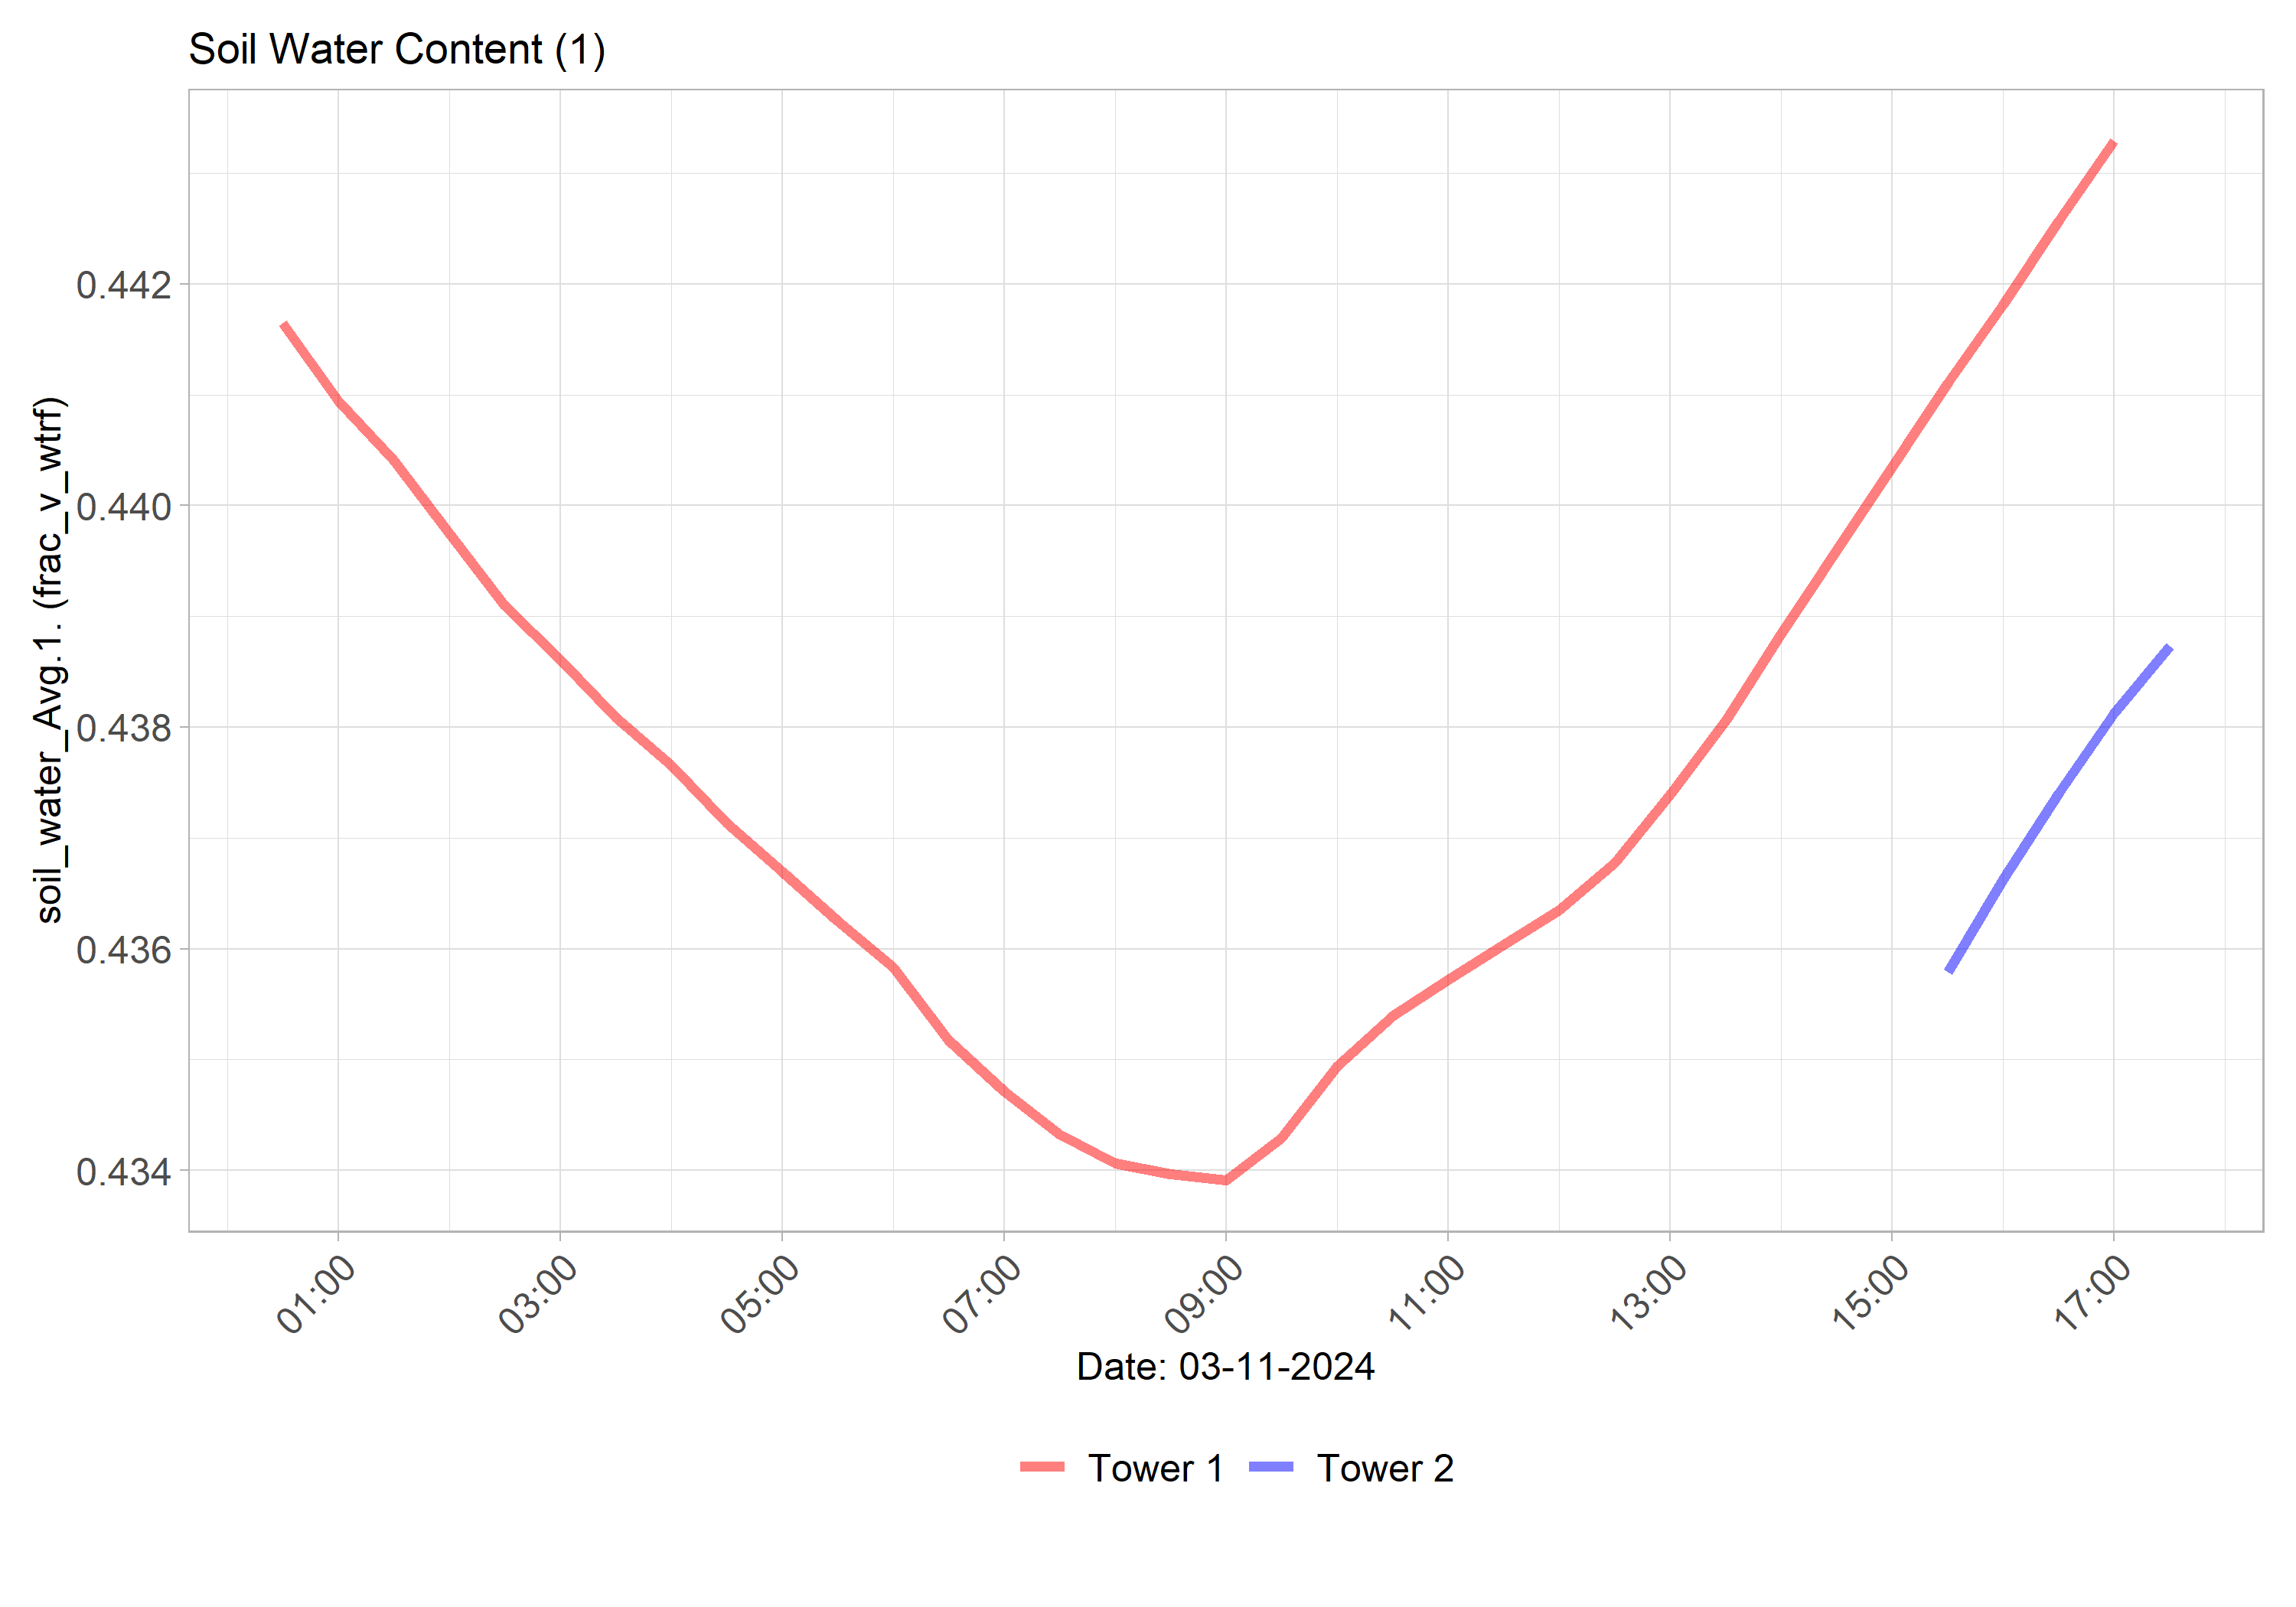 Soil Water Content (1)
soil_water_Avg.1. (frac_v_wtrf)
0.442
0.440
0.438
0.436
0.434
01:00
03:00
05:00
07:00
09:00
11:00
13:00
15:00
17:00
Date: 03-11-2024
Tower 1
Tower 2